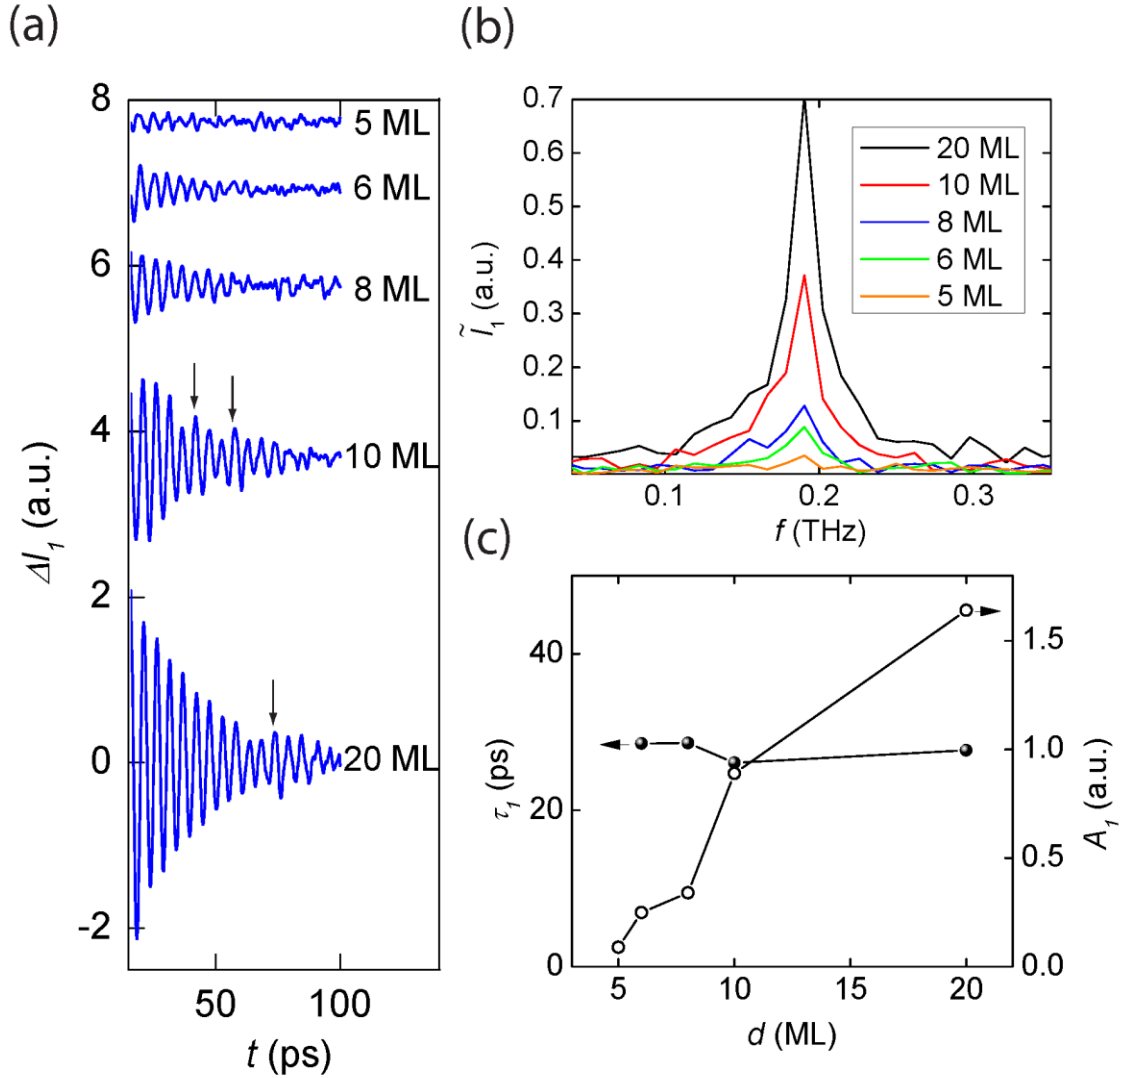 (a)
8
6
4
2
0
-2
5 ML
6 ML
8 ML
10 ML
20 ML
ΔI₁ (a.u.)
50
100
t (ps)
(b)
0.7
0.6
0.5
0.4
0.3
0.2
0.1
Ĩ₁ (a.u.)
20 ML
10 ML
8 ML
6 ML
5 ML
0.1
0.2
0.3
f (THz)
(c)
40
20
0
τ₁ (ps)
1.5
1.0
0.5
0.0
A₁ (a.u.)
5
10
15
20
d (ML)